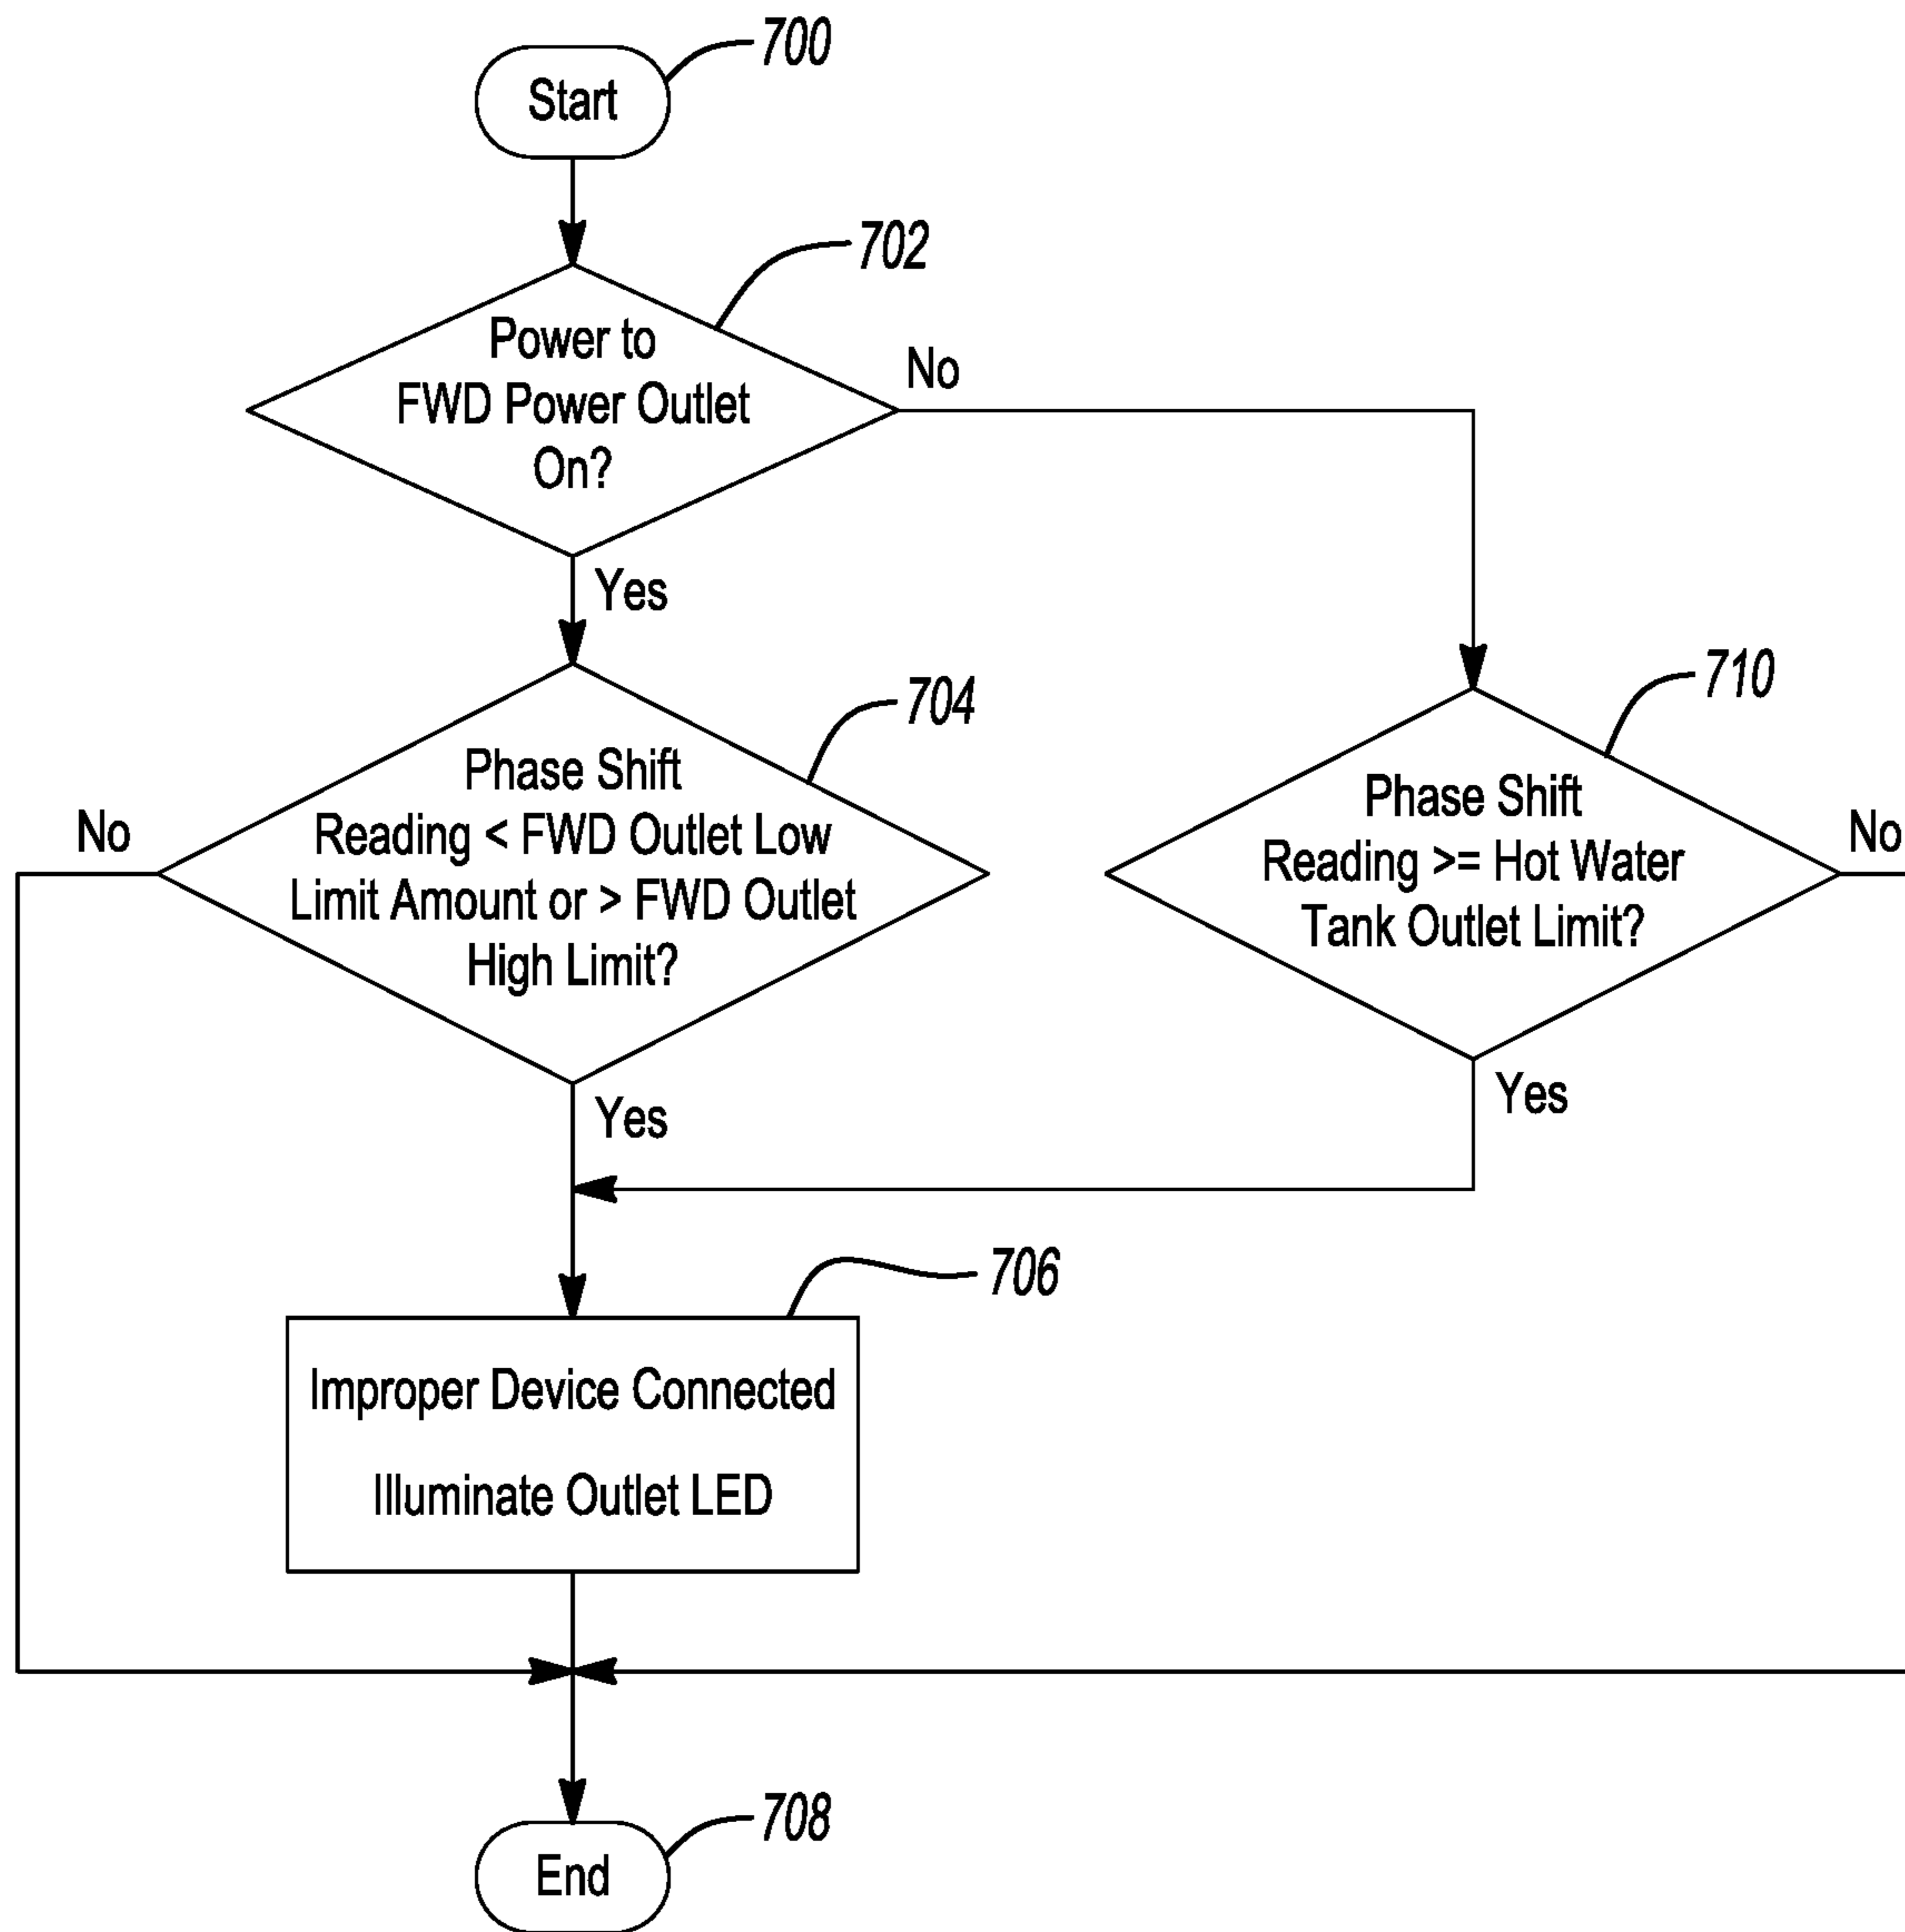 700
Start
702
Power to
FWD Power Outlet
On?
No
Yes
704
Phase Shift
Reading < FWD Outlet Low
Limit Amount or > FWD Outlet
High Limit?
No
Yes
710
Phase Shift
Reading >= Hot Water
Tank Outlet Limit?
No
Yes
706
Improper Device Connected
Illuminate Outlet LED
708
End